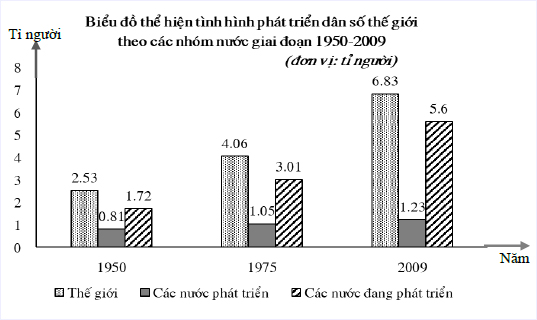 Biểu đồ thể hiện tình hình phát triển dân số thế giới
theo các nhóm nước giai đoạn 1950-2009
(đơn vị: tỉ người)
Tỉ người
8
7
6
5
4
3
2
1
0
2.53
0.81
1.72
4.06
1.05
3.01
6.83
1.23
5.6
1950
1975
2009
Năm
Thế giới
Các nước phát triển
Các nước đang phát triển